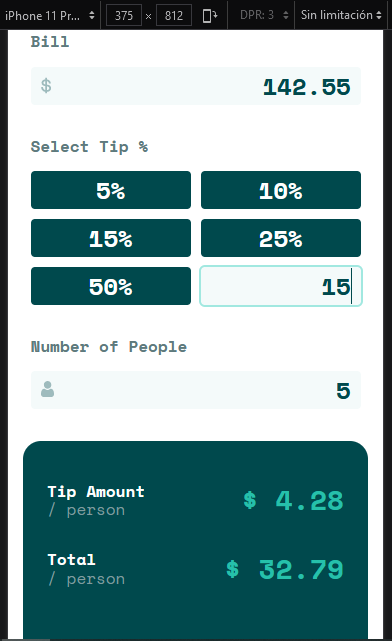 iPhone 11 Pr... 375 × 812 DPR: 3 Sin limitación
Bill
$ 142.55
Select Tip %
5% 10%
15% 25%
50% 15
Number of People
5
Tip Amount
/ person
$ 4.28
Total
/ person
$ 32.79